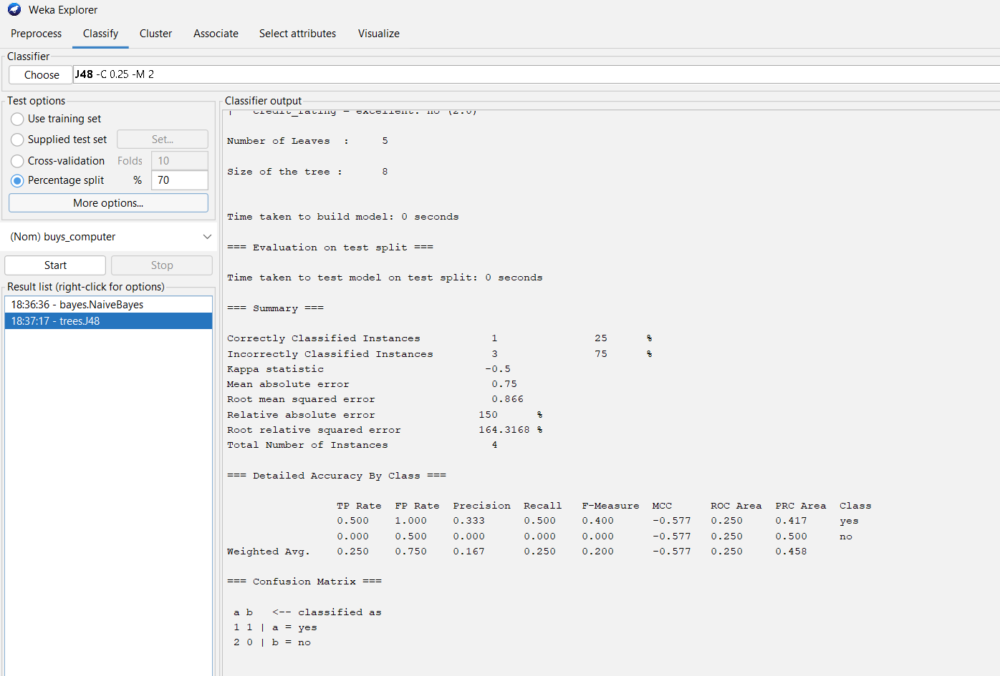 Weka Explorer
Preprocess Classify Cluster Associate Select attributes Visualize
Classifier
Choose J48 -C 0.25 -M 2
Test options
Use training set
Supplied test set Set...
Cross-validation Folds 10
Percentage split % 70
More options...
(Nom) buys_computer
Start Stop
Result list (right-click for options)
18:36:36 - bayes.NaiveBayes
18:37:17 - trees.J48
Classifier output
| credit_rating = excellent: no (2.0)
Number of Leaves : 5
Size of the tree : 8
Time taken to build model: 0 seconds
=== Evaluation on test split ===
Time taken to test model on test split: 0 seconds
=== Summary ===
Correctly Classified Instances 1 25 %
Incorrectly Classified Instances 3 75 %
Kappa statistic -0.5
Mean absolute error 0.75
Root mean squared error 0.866
Relative absolute error 150 %
Root relative squared error 164.3168 %
Total Number of Instances 4
=== Detailed Accuracy By Class ===
TP Rate FP Rate Precision Recall F-Measure MCC ROC Area PRC Area Class
0.500 1.000 0.333 0.500 0.400 -0.577 0.250 0.417 yes
0.000 0.500 0.000 0.000 0.000 -0.577 0.250 0.500 no
Weighted Avg. 0.250 0.750 0.167 0.250 0.200 -0.577 0.250 0.458
=== Confusion Matrix ===
a b <-- classified as
1 1 | a = yes
2 0 | b = no